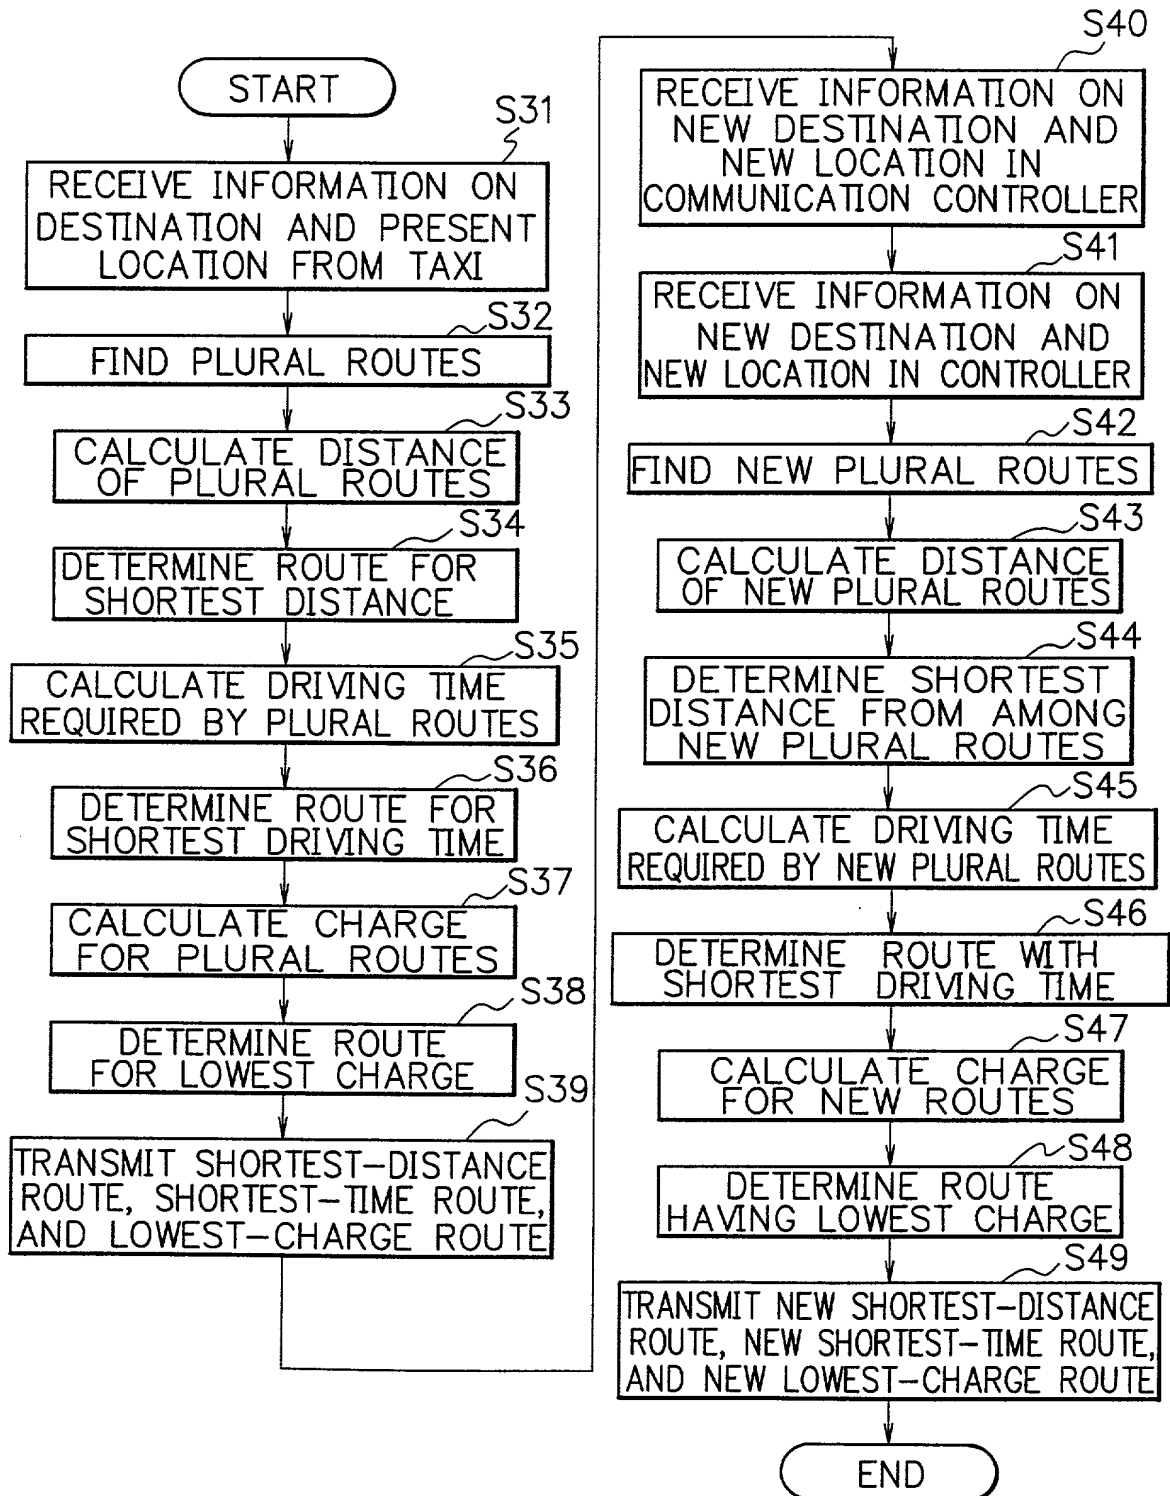 START
S31
RECEIVE INFORMATION ON
DESTINATION AND PRESENT
LOCATION FROM TAXI
S32
FIND PLURAL ROUTES
S33
CALCULATE DISTANCE
OF PLURAL ROUTES
S34
DETERMINE ROUTE FOR
SHORTEST DISTANCE
S35
CALCULATE DRIVING TIME
REQUIRED BY PLURAL ROUTES
S36
DETERMINE ROUTE FOR
SHORTEST DRIVING TIME
S37
CALCULATE CHARGE
FOR PLURAL ROUTES
S38
DETERMINE ROUTE
FOR LOWEST CHARGE
S39
TRANSMIT SHORTEST-DISTANCE
ROUTE, SHORTEST-TIME ROUTE,
AND LOWEST-CHARGE ROUTE
S40
RECEIVE INFORMATION ON
NEW DESTINATION AND
NEW LOCATION IN
COMMUNICATION CONTROLLER
S41
RECEIVE INFORMATION ON
NEW DESTINATION AND
NEW LOCATION IN CONTROLLER
S42
FIND NEW PLURAL ROUTES
S43
CALCULATE DISTANCE
OF NEW PLURAL ROUTES
S44
DETERMINE SHORTEST
DISTANCE FROM AMONG
NEW PLURAL ROUTES
S45
CALCULATE DRIVING TIME
REQUIRED BY NEW PLURAL ROUTES
S46
DETERMINE ROUTE WITH
SHORTEST DRIVING TIME
S47
CALCULATE CHARGE
FOR NEW ROUTES
S48
DETERMINE ROUTE
HAVING LOWEST CHARGE
S49
TRANSMIT NEW SHORTEST-DISTANCE
ROUTE, NEW SHORTEST-TIME ROUTE,
AND NEW LOWEST-CHARGE ROUTE
END